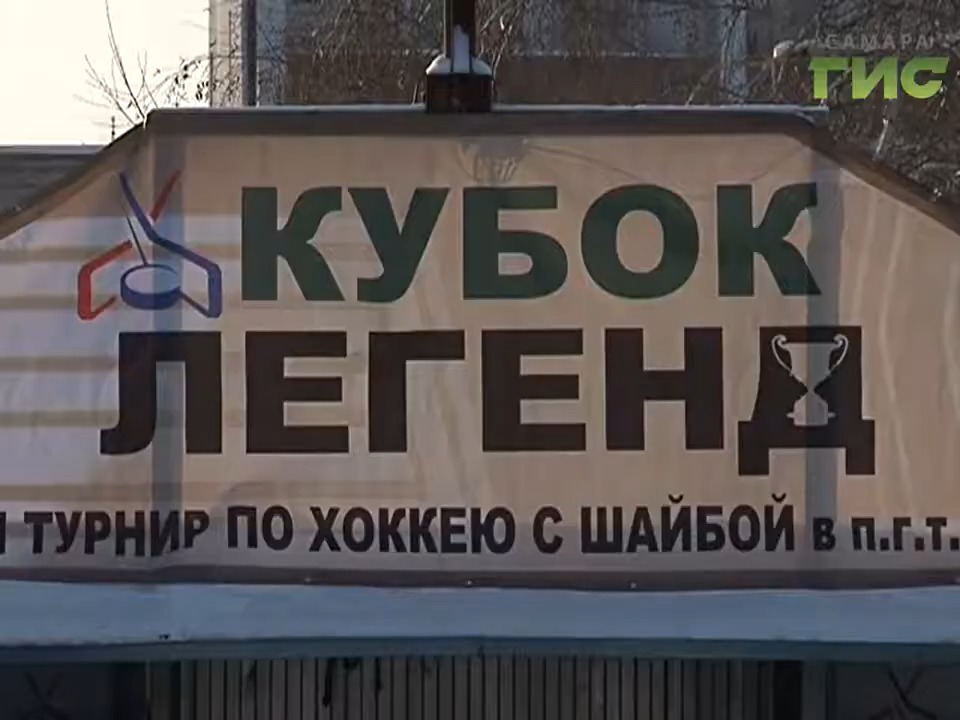 САМАРА
ГИС
КУБОК
ЛЕГЕНД
ТУРНИР ПО ХОККЕЮ С ШАЙБОЙ в п.г.т.